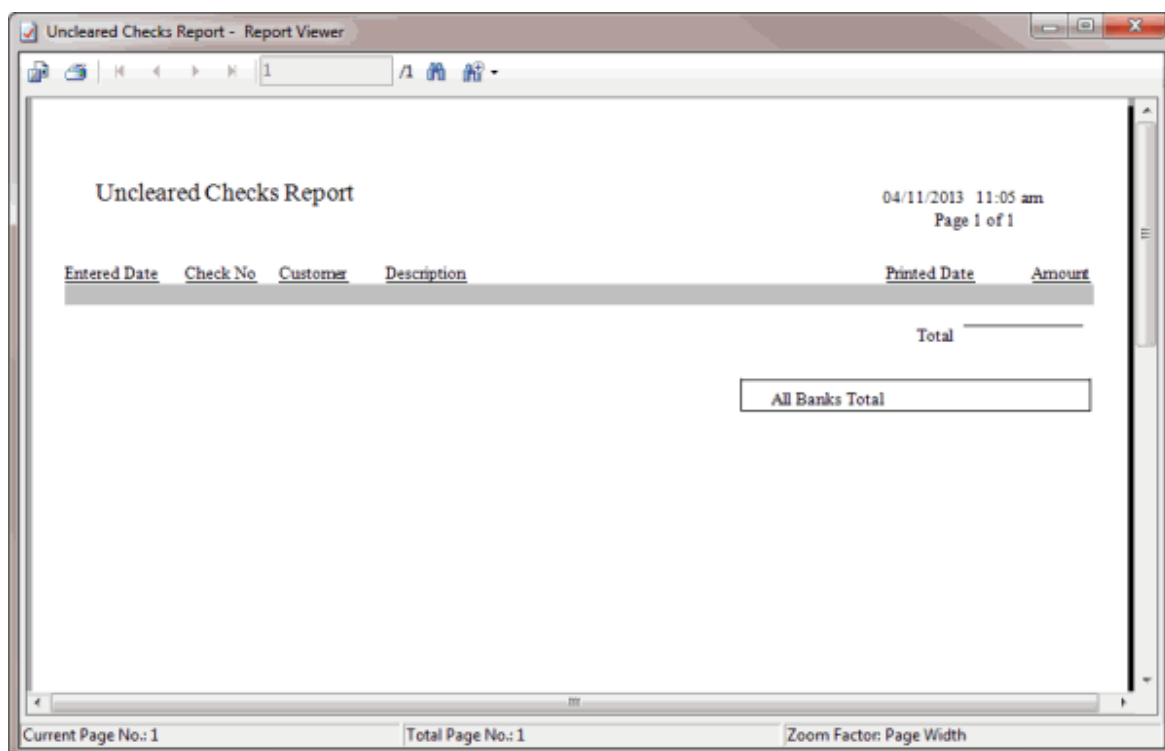 Uncleared Checks Report - Report Viewer
1 /1
Uncleared Checks Report
04/11/2013 11:05 am
Page 1 of 1
Entered Date Check No Customer Description Printed Date Amount
Total
All Banks Total
Current Page No.: 1 Total Page No.: 1 Zoom Factor: Page Width